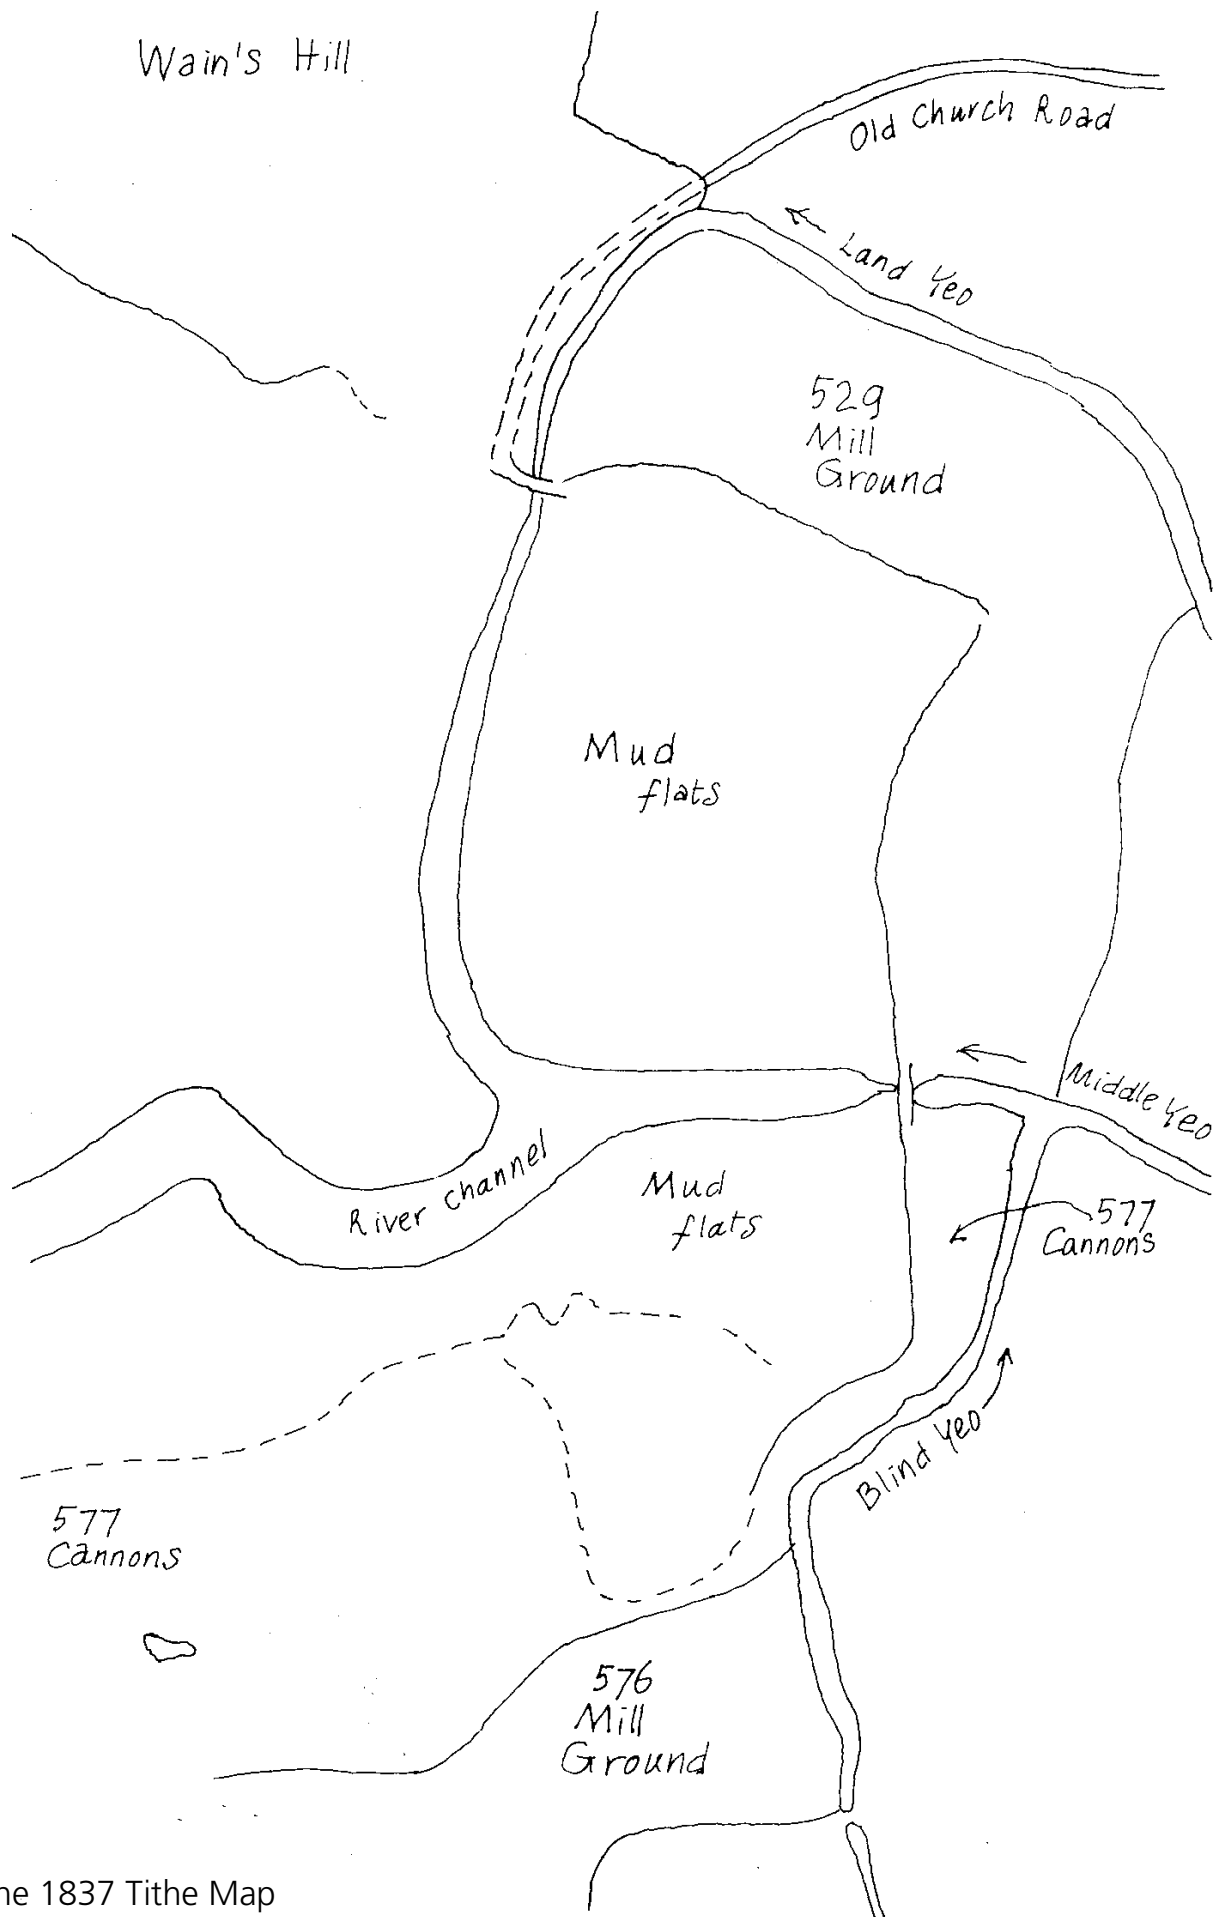 Wain's Hill
Old Church Road
Land Yeo
529
Mill
Ground
Mud
flats
Middle Yeo
River Channel
Mud
flats
577
Cannons
Blind Yeo
577
Cannons
576
Mill
Ground
ne 1837 Tithe Map